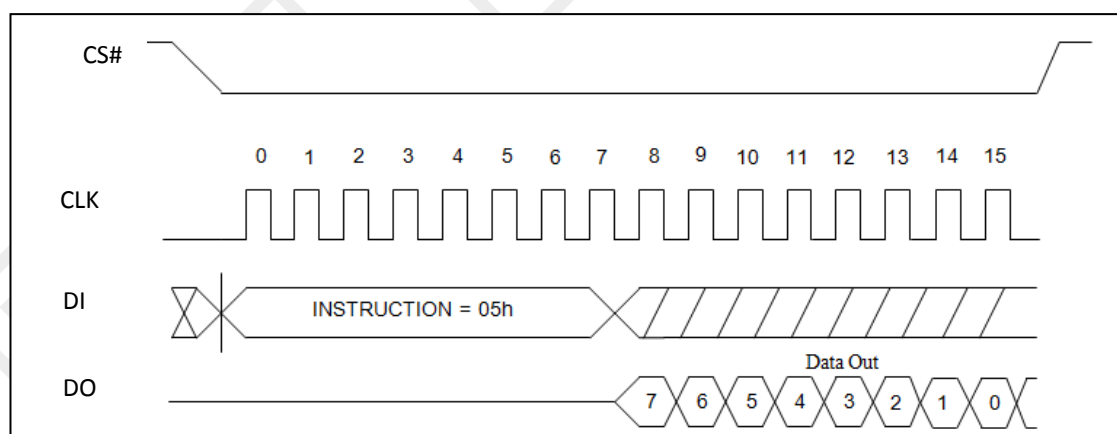 CS#
0 1 2 3 4 5 6 7 8 9 10 11 12 13 14 15
CLK
DI
INSTRUCTION = 05h
Data Out
DO
7 6 5 4 3 2 1 0